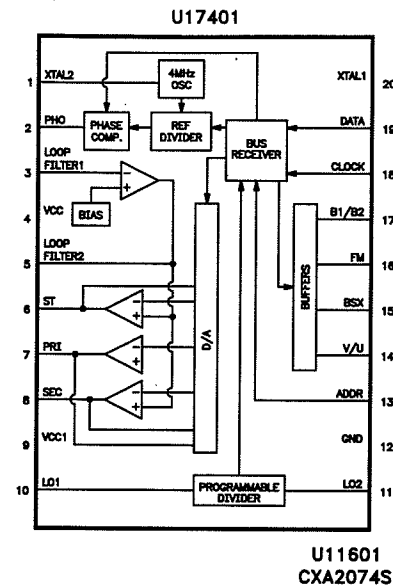 U17401
1 XTAL2
4MHz
OSC
XTAL1 20
2 PHO
PHASE
COMP.
REF
DIVIDER
BUS
RECEIVER
DATA 19
LOOP
3 FILTER1
CLOCK 18
4 VCC
BIAS
B1/B2 17
LOOP
5 FILTER2
FM 16
BUFFERS
6 ST
BSX 15
D/A
7 PRI
V/U 14
8 SEC
ADDR 13
9 VCC1
GND 12
10 LO1
PROGRAMMABLE
DIVIDER
LO2 11
− +
− +
− +
− +
U11601
CXA2074S